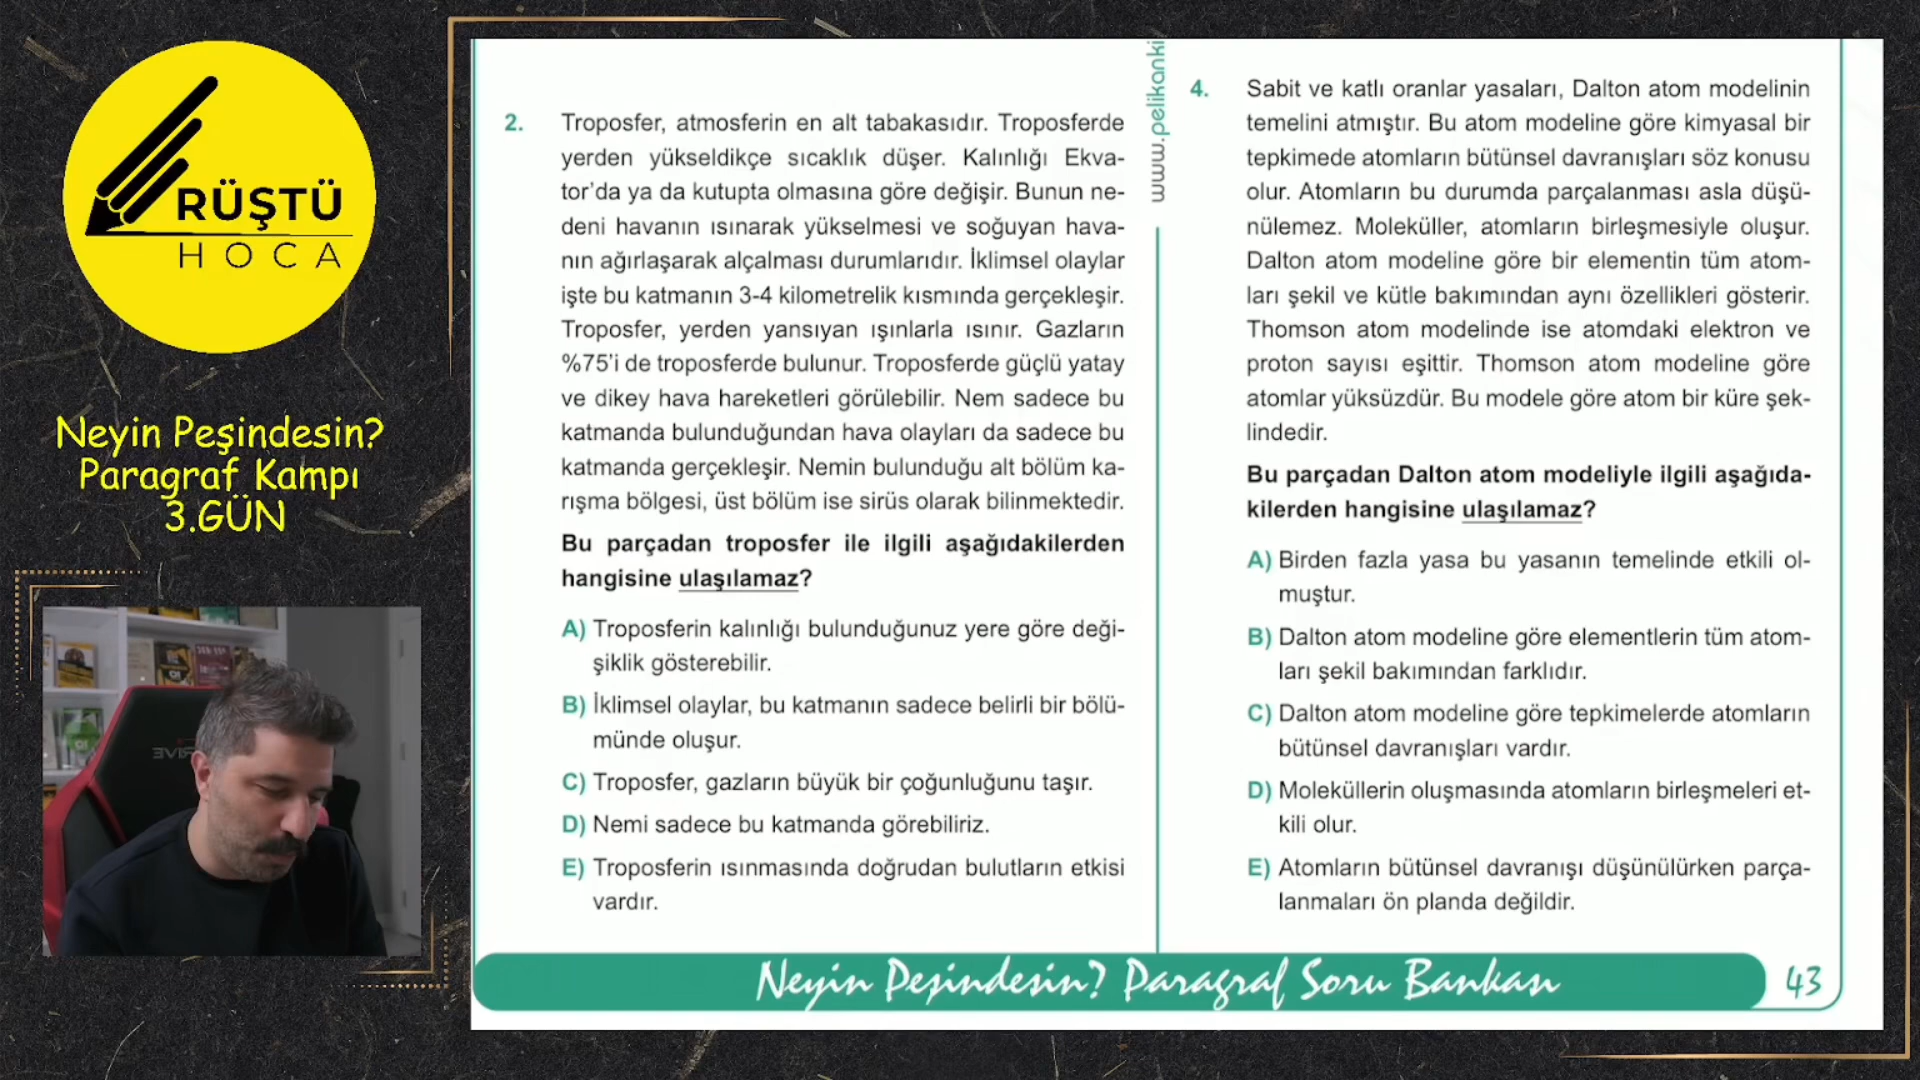 RÜŞTÜ
HOCA
Neyin Peşindesin?
Paragraf Kampı
3.GÜN
2. Troposfer, atmosferin en alt tabakasıdır. Troposferde
yerden yükseldikçe sıcaklık düşer. Kalınlığı Ekva-
tor’da ya da kutupta olmasına göre değişir. Bunun ne-
deni havanın ısınarak yükselmesi ve soğuyan hava-
nın ağırlaşarak alçalması durumlarıdır. İklimsel olaylar
işte bu katmanın 3-4 kilometrelik kısmında gerçekleşir.
Troposfer, yerden yansıyan ışınlarla ısınır. Gazların
%75’i de troposferde bulunur. Troposferde güçlü yatay
ve dikey hava hareketleri görülebilir. Nem sadece bu
katmanda bulunduğundan hava olayları da sadece bu
katmanda gerçekleşir. Nemin bulunduğu alt bölüm ka-
rışma bölgesi, üst bölüm ise sirüs olarak bilinmektedir.
Bu parçadan troposfer ile ilgili aşağıdakilerden
hangisine ulaşılamaz?
A) Troposferin kalınlığı bulunduğunuz yere göre deği-
şiklik gösterebilir.
B) İklimsel olaylar, bu katmanın sadece belirli bir bölü-
münde oluşur.
C) Troposfer, gazların büyük bir çoğunluğunu taşır.
D) Nemi sadece bu katmanda görebiliriz.
E) Troposferin ısınmasında doğrudan bulutların etkisi
vardır.
www.pelikanki
4. Sabit ve katlı oranlar yasaları, Dalton atom modelinin
temelini atmıştır. Bu atom modeline göre kimyasal bir
tepkimede atomların bütünsel davranışları söz konusu
olur. Atomların bu durumda parçalanması asla düşü-
nülemez. Moleküller, atomların birleşmesiyle oluşur.
Dalton atom modeline göre bir elementin tüm atom-
ları şekil ve kütle bakımından aynı özellikleri gösterir.
Thomson atom modelinde ise atomdaki elektron ve
proton sayısı eşittir. Thomson atom modeline göre
atomlar yüksüzdür. Bu modele göre atom bir küre şek-
lindedir.
Bu parçadan Dalton atom modeliyle ilgili aşağıda-
kilerden hangisine ulaşılamaz?
A) Birden fazla yasa bu yasanın temelinde etkili ol-
muştur.
B) Dalton atom modeline göre elementlerin tüm atom-
ları şekil bakımından farklıdır.
C) Dalton atom modeline göre tepkimelerde atomların
bütünsel davranışları vardır.
D) Moleküllerin oluşmasında atomların birleşmeleri et-
kili olur.
E) Atomların bütünsel davranışı düşünülürken parça-
lanmaları ön planda değildir.
Neyin Peşindesin? Paragraf Soru Bankası
43